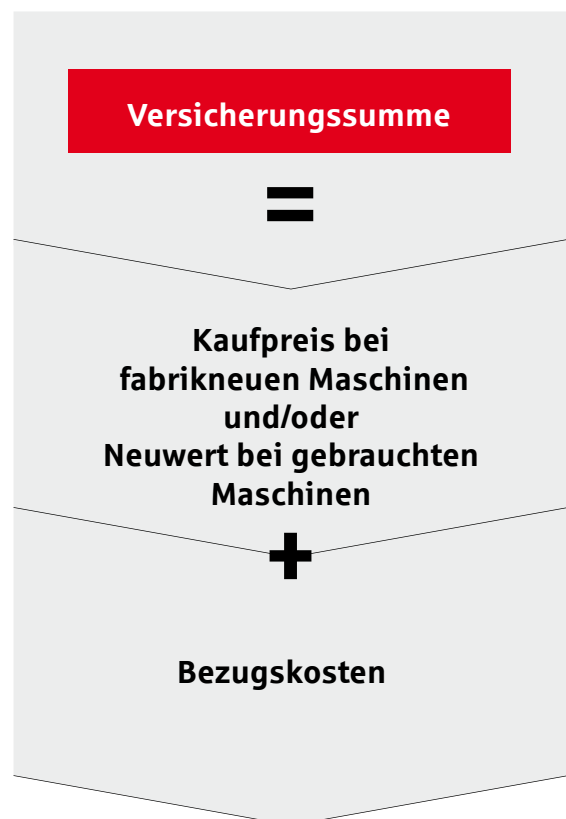 Versicherungssumme
=
Kaufpreis bei
fabrikneuen Maschinen
und/oder
Neuwert bei gebrauchten
Maschinen
+
Bezugskosten